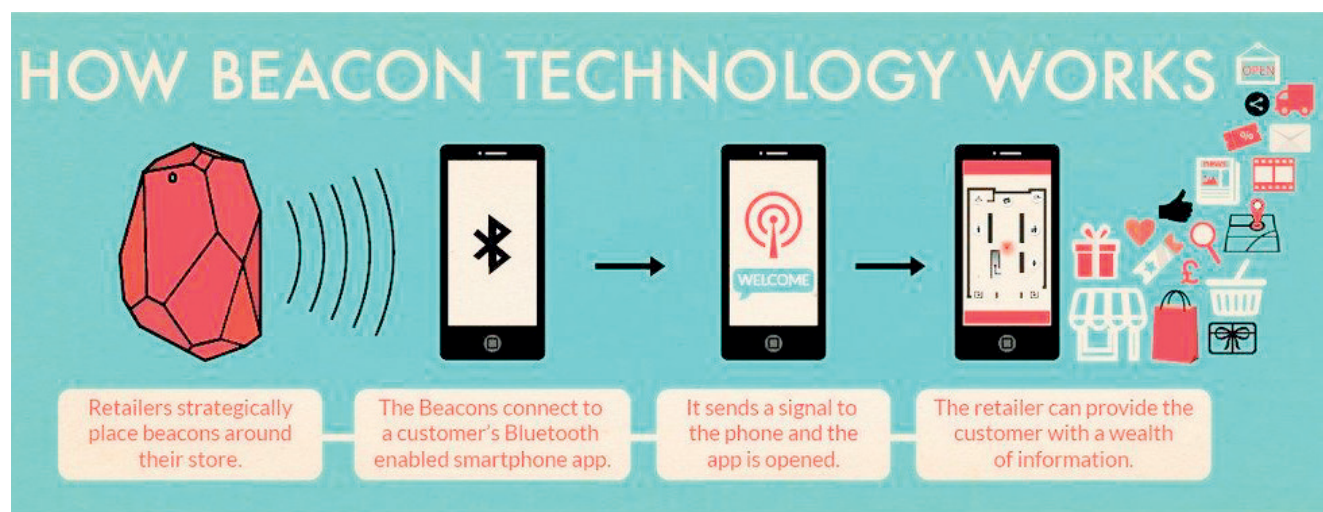 HOW BEACON TECHNOLOGY WORKS
OPEN
%
news
£
WELCOME
Retailers strategically
place beacons around
their store.
The Beacons connect to
a customer's Bluetooth
enabled smartphone app.
It sends a signal to
the phone and the
app is opened.
The retailer can provide the
customer with a wealth
of information.